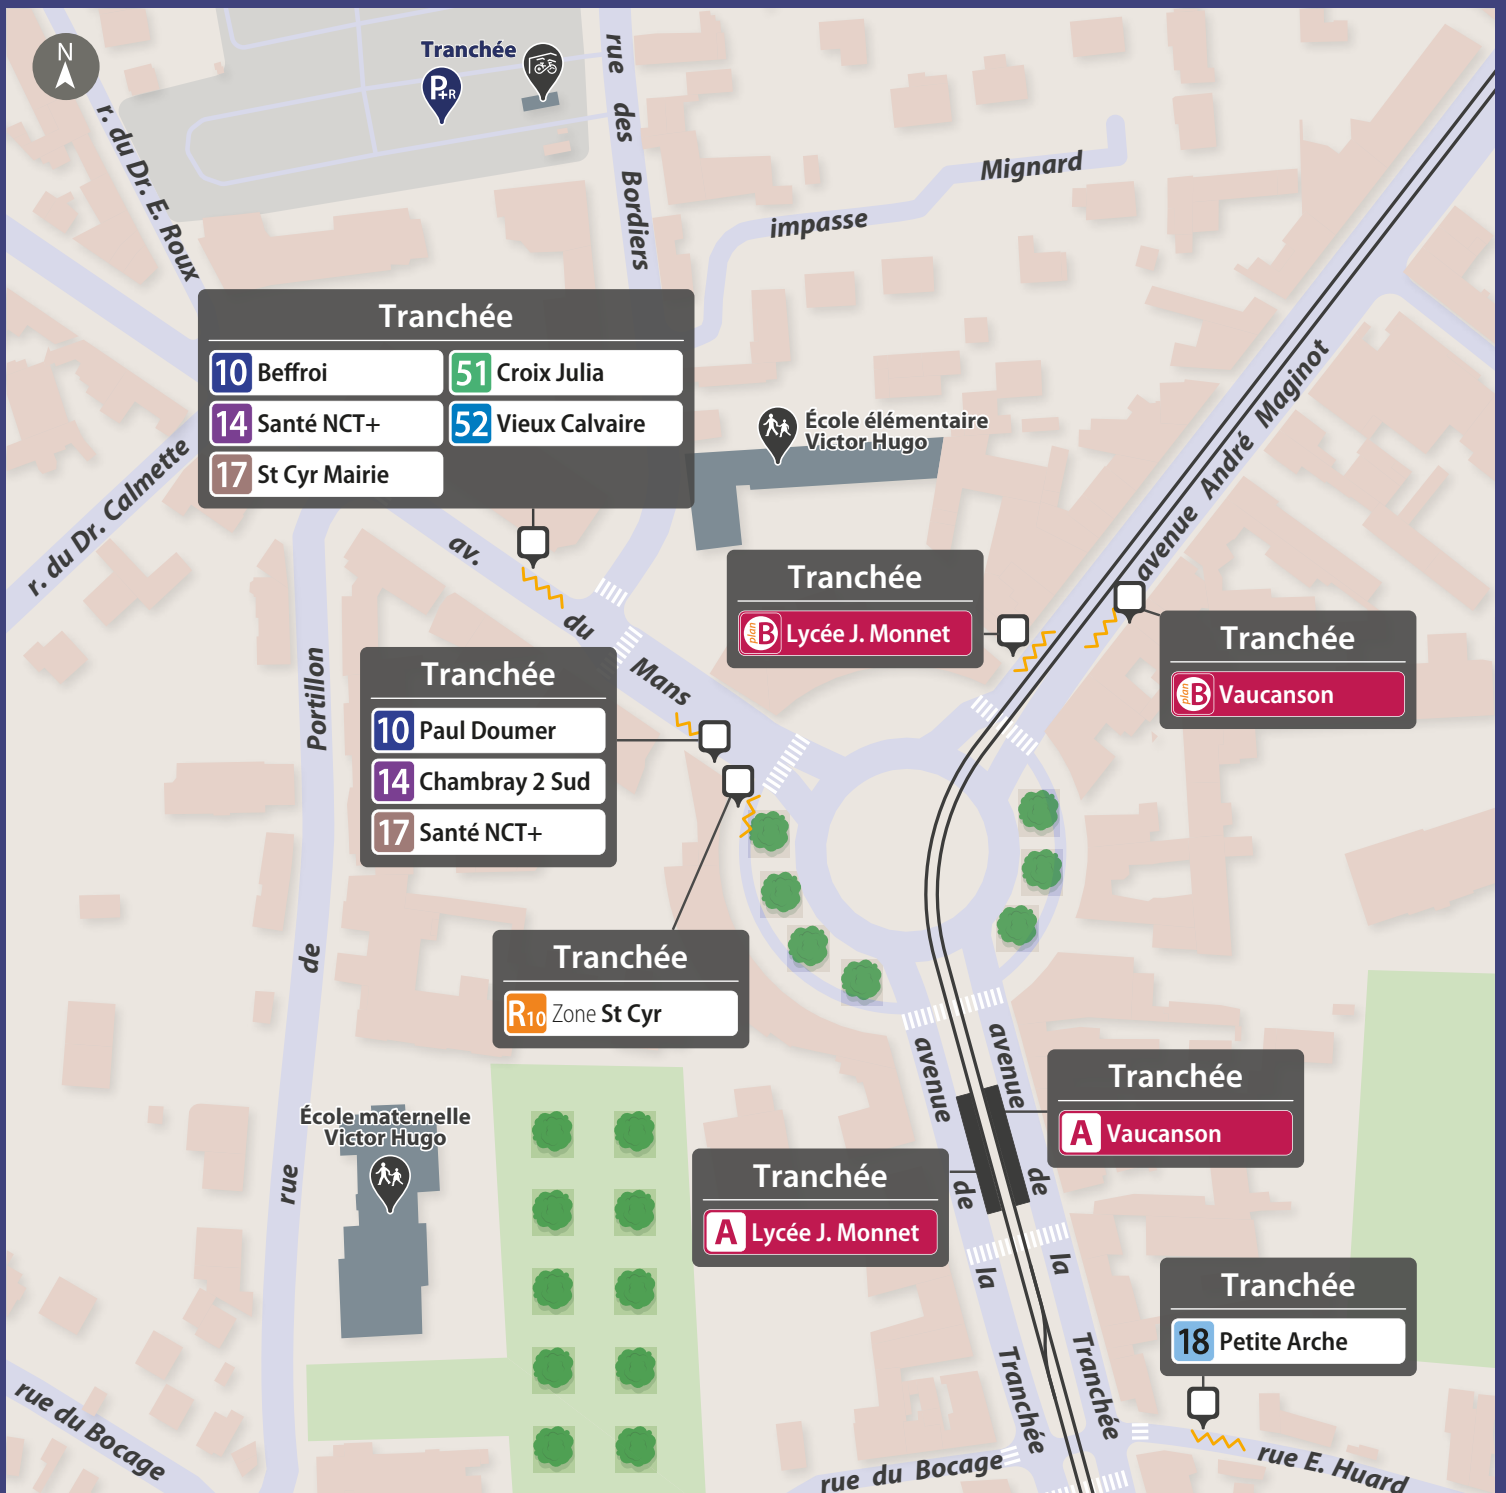 N
Tranchée
P+R
rue des Bordiers
r. du Dr. E. Roux
impasse Mignard
Tranchée
10 Beffroi
51 Croix Julia
14 Santé NCT+
52 Vieux Calvaire
17 St Cyr Mairie
avenue André Maginot
École élémentaire
Victor Hugo
r. du Dr. Calmette
av. du Mans
Tranchée
plan B Lycée J. Monnet
Tranchée
plan B Vaucanson
Tranchée
10 Paul Doumer
14 Chambray 2 Sud
17 Santé NCT+
rue de Portillon
Tranchée
R10 Zone St Cyr
avenue de la Tranchée
avenue de la Tranchée
Tranchée
A Vaucanson
École maternelle
Victor Hugo
Tranchée
A Lycée J. Monnet
Tranchée
18 Petite Arche
rue du Bocage
rue du Bocage
rue E. Huard